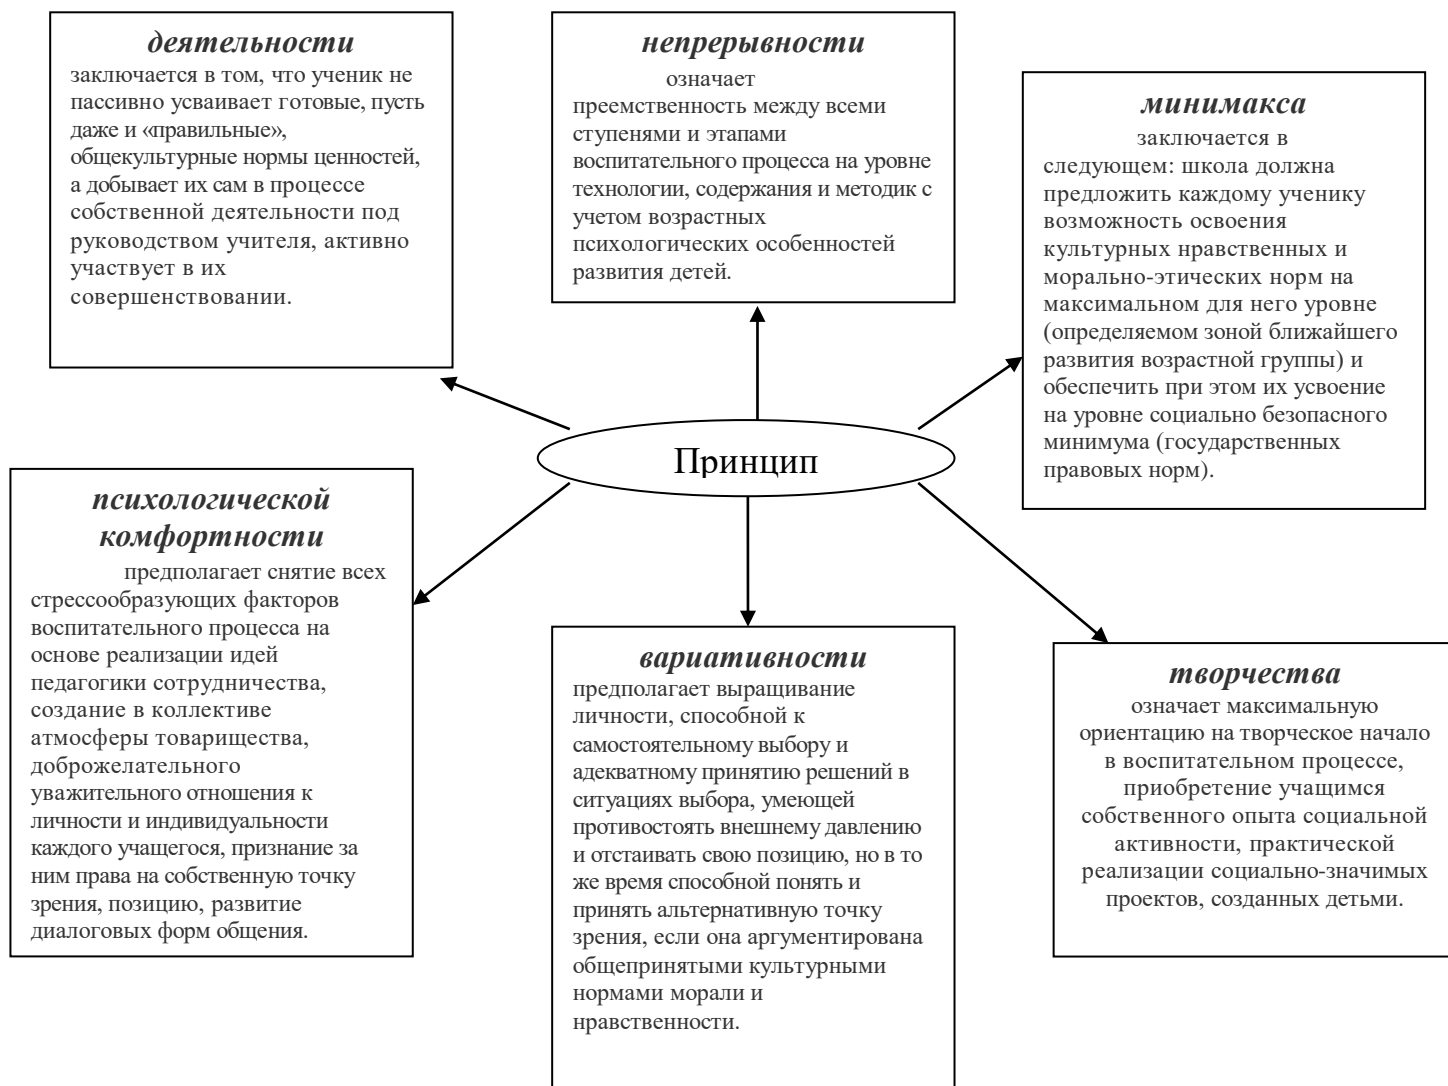 деятельности
заключается в том, что ученик не
пассивно усваивает готовые, пусть
даже и «правильные»,
общекультурные нормы ценностей,
а добывает их сам в процессе
собственной деятельности под
руководством учителя, активно
участвует в их
совершенствовании.
непрерывности
означает
преемственность между всеми
ступенями и этапами
воспитательного процесса на уровне
технологии, содержания и методик с
учетом возрастных
психологических особенностей
развития детей.
минимакса
заключается в
следующем: школа должна
предложить каждому ученику
возможность освоения
культурных нравственных и
морально-этических норм на
максимальном для него уровне
(определяемом зоной ближайшего
развития возрастной группы) и
обеспечить при этом их усвоение
на уровне социально безопасного
минимума (государственных
правовых норм).
Принцип
психологической
комфортности
предполагает снятие всех
стрессообразующих факторов
воспитательного процесса на
основе реализации идей
педагогики сотрудничества,
создание в коллективе
атмосферы товарищества,
доброжелательного
уважительного отношения к
личности и индивидуальности
каждого учащегося, признание за
ним права на собственную точку
зрения, позицию, развитие
диалоговых форм общения.
вариативности
предполагает выращивание
личности, способной к
самостоятельному выбору и
адекватному принятию решений в
ситуациях выбора, умеющей
противостоять внешнему давлению
и отстаивать свою позицию, но в то
же время способной понять и
принять альтернативную точку
зрения, если она аргументирована
общепринятыми культурными
нормами морали и
нравственности.
творчества
означает максимальную
ориентацию на творческое начало
в воспитательном процессе,
приобретение учащимся
собственного опыта социальной
активности, практической
реализации социально-значимых
проектов, созданных детьми.